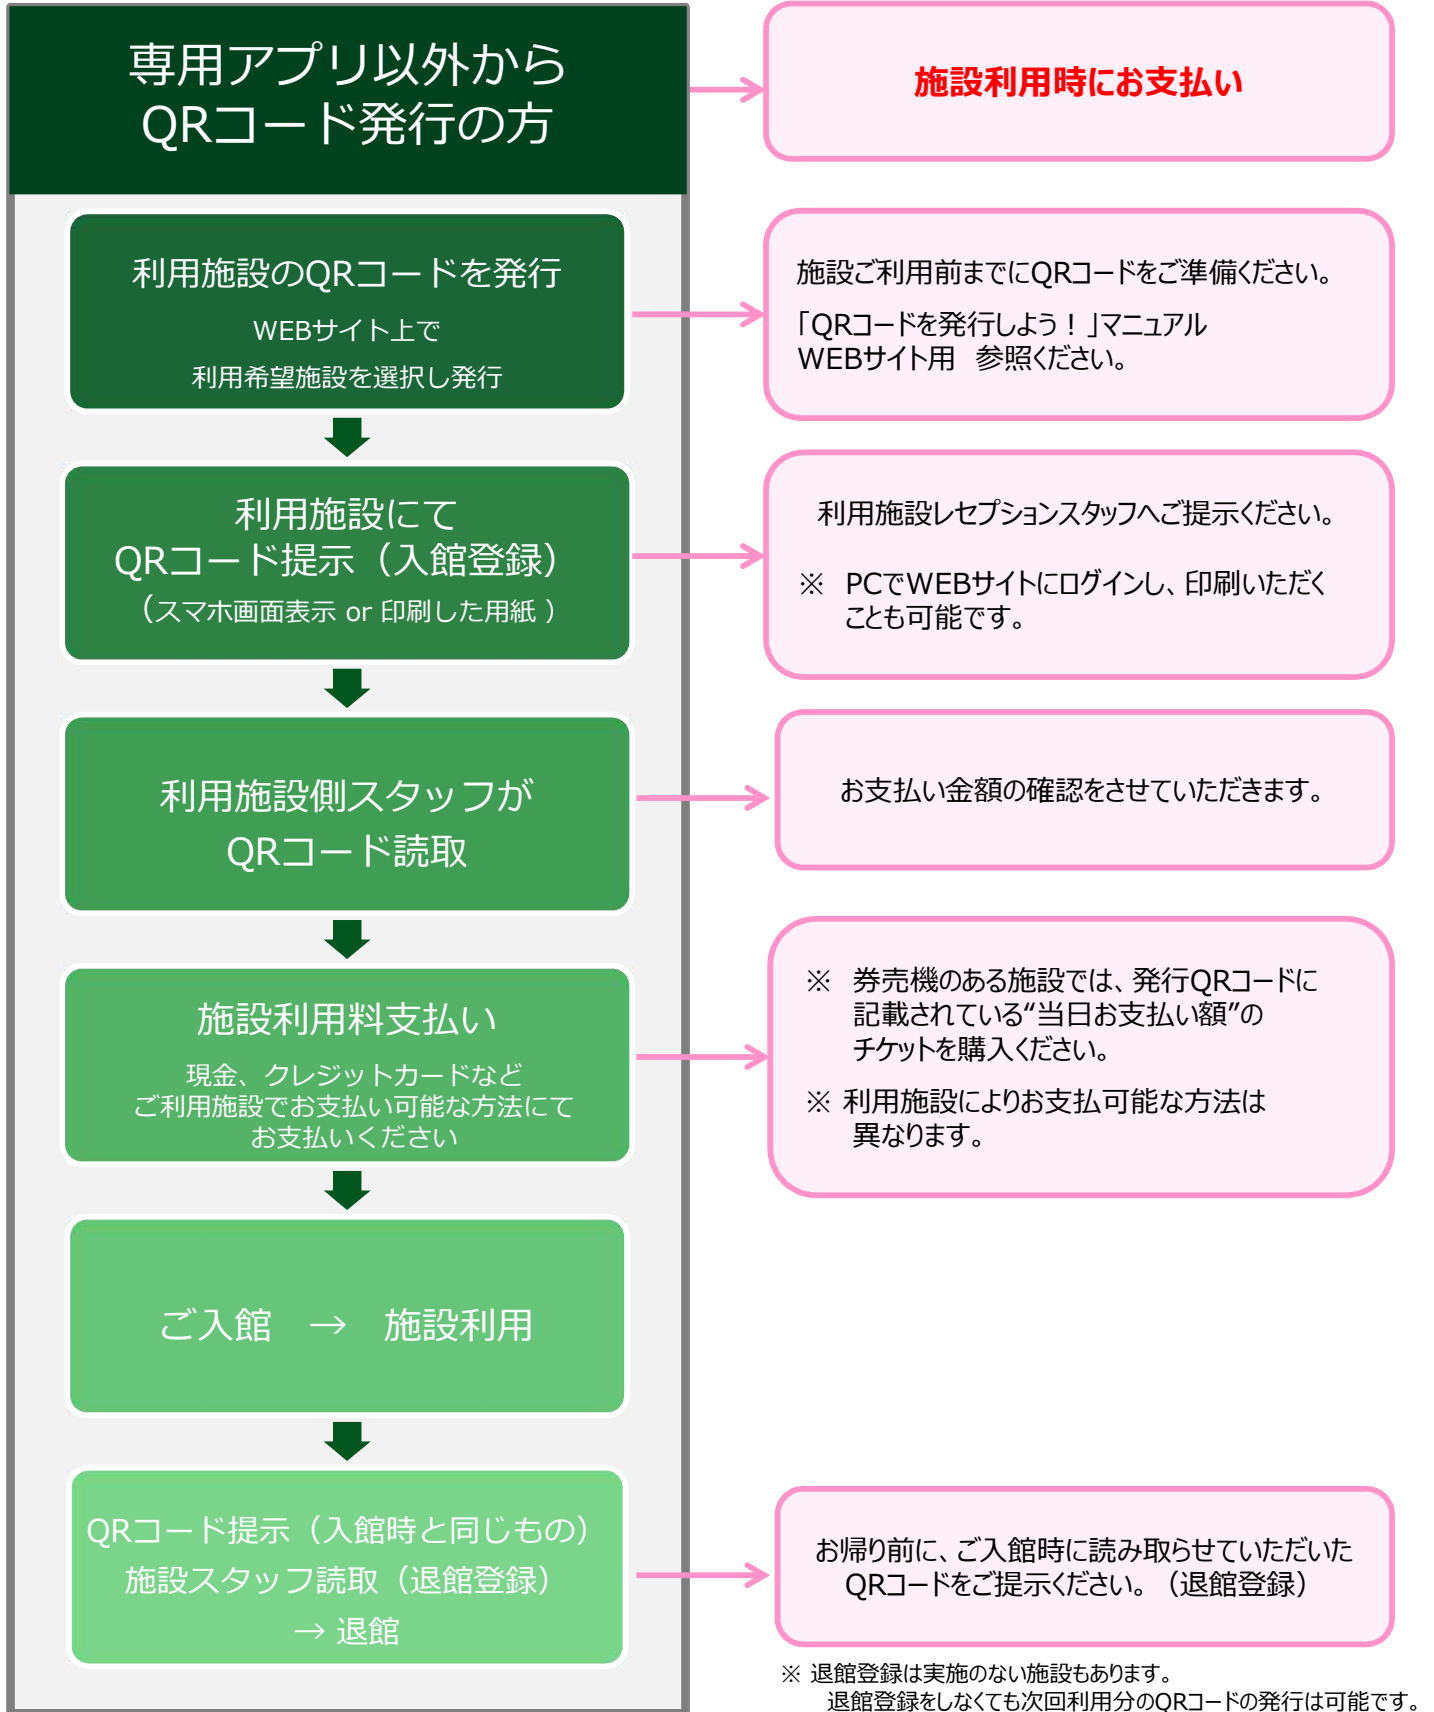 専用アプリ以外から
QRコード発行の方
施設利用時にお支払い
利用施設のQRコードを発行
WEBサイト上で
利用希望施設を選択し発行
施設ご利用前までにQRコードをご準備ください。
「QRコードを発行しよう！」マニュアル
WEBサイト用　参照ください。
利用施設にて
QRコード提示（入館登録）
（スマホ画面表示 or 印刷した用紙 ）
利用施設レセプションスタッフへご提示ください。
※　PCでWEBサイトにログインし、印刷いただく
ことも可能です。
利用施設側スタッフが
QRコード読取
お支払い金額の確認をさせていただきます。
施設利用料支払い
現金、クレジットカードなど
ご利用施設でお支払い可能な方法にて
お支払いください
※　券売機のある施設では、発行QRコードに
記載されている“当日お支払い額”の
チケットを購入ください。
※ 利用施設によりお支払可能な方法は
異なります。
ご入館　→　施設利用
QRコード提示（入館時と同じもの）
施設スタッフ読取（退館登録）
→ 退館
お帰り前に、ご入館時に読み取らせていただいた
QRコードをご提示ください。（退館登録）
※ 退館登録は実施のない施設もあります。
退館登録をしなくても次回利用分のQRコードの発行は可能です。